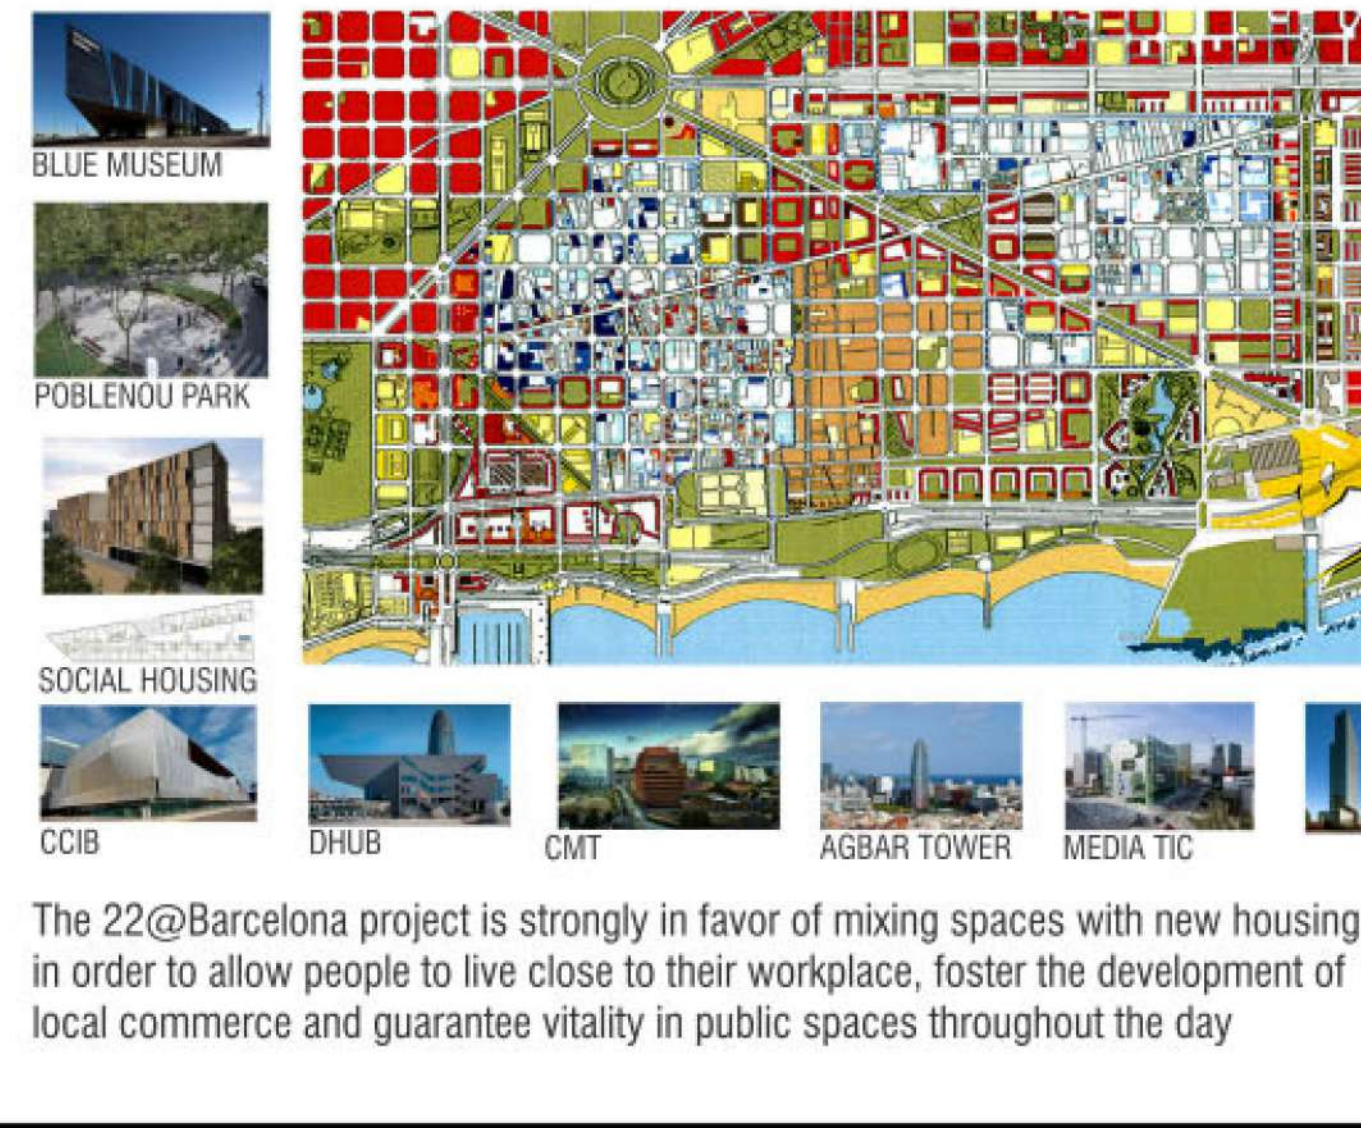 BLUE MUSEUM
POBLENOU PARK
SOCIAL HOUSING
CCIB
DHUB
CMT
AGBAR TOWER
MEDIA TIC
The 22@Barcelona project is strongly in favor of mixing spaces with new housing
in order to allow people to live close to their workplace, foster the development of
local commerce and guarantee vitality in public spaces throughout the day